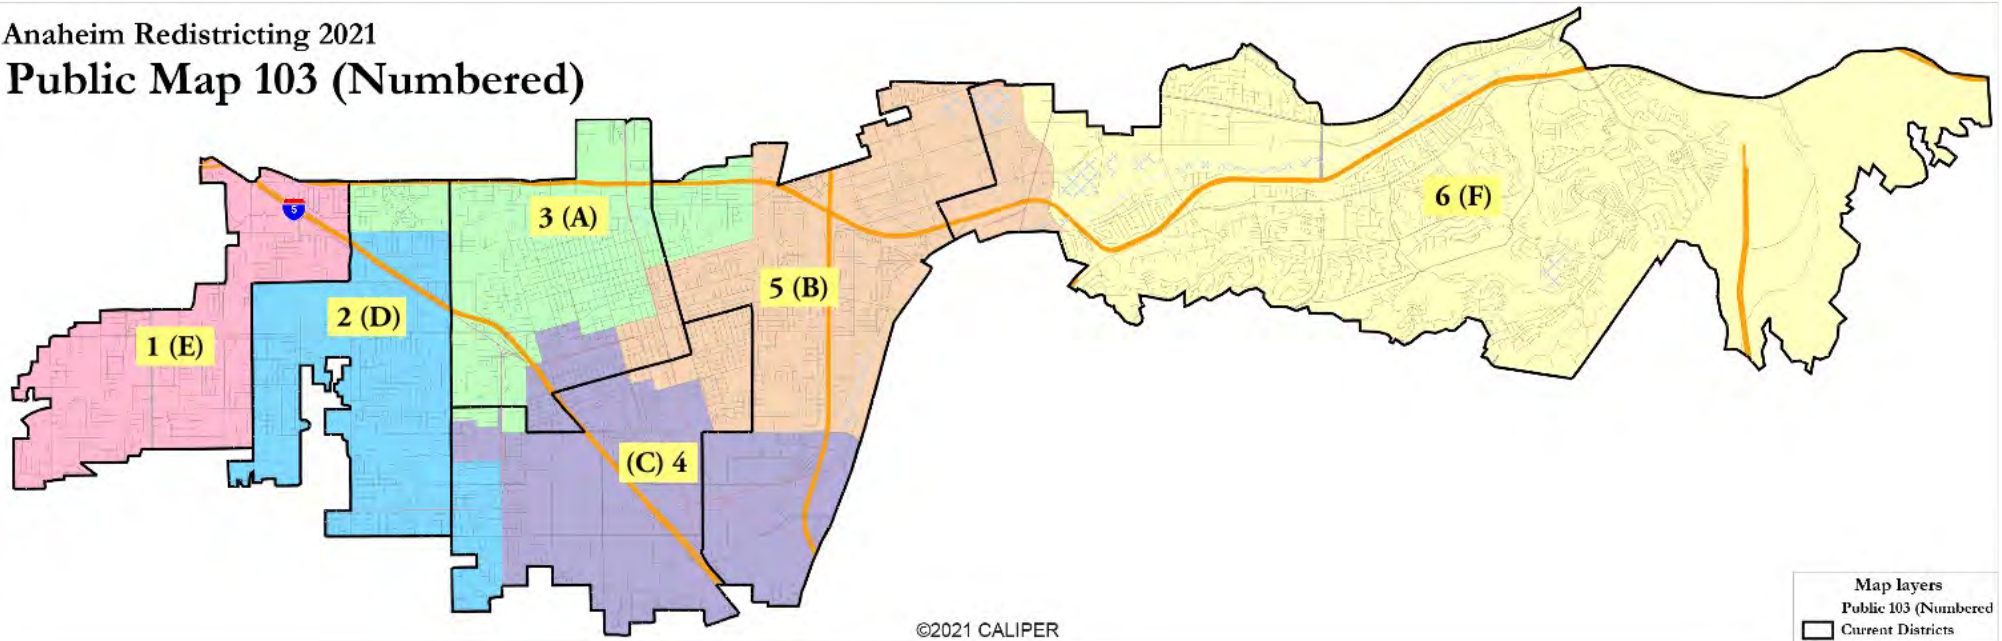 Anaheim Redistricting 2021
Public Map 103 (Numbered)
5
3 (A)
6 (F)
5 (B)
2 (D)
1 (E)
(C) 4
Map layers
Public 103 (Numbered
Current Districts
©2021 CALIPER